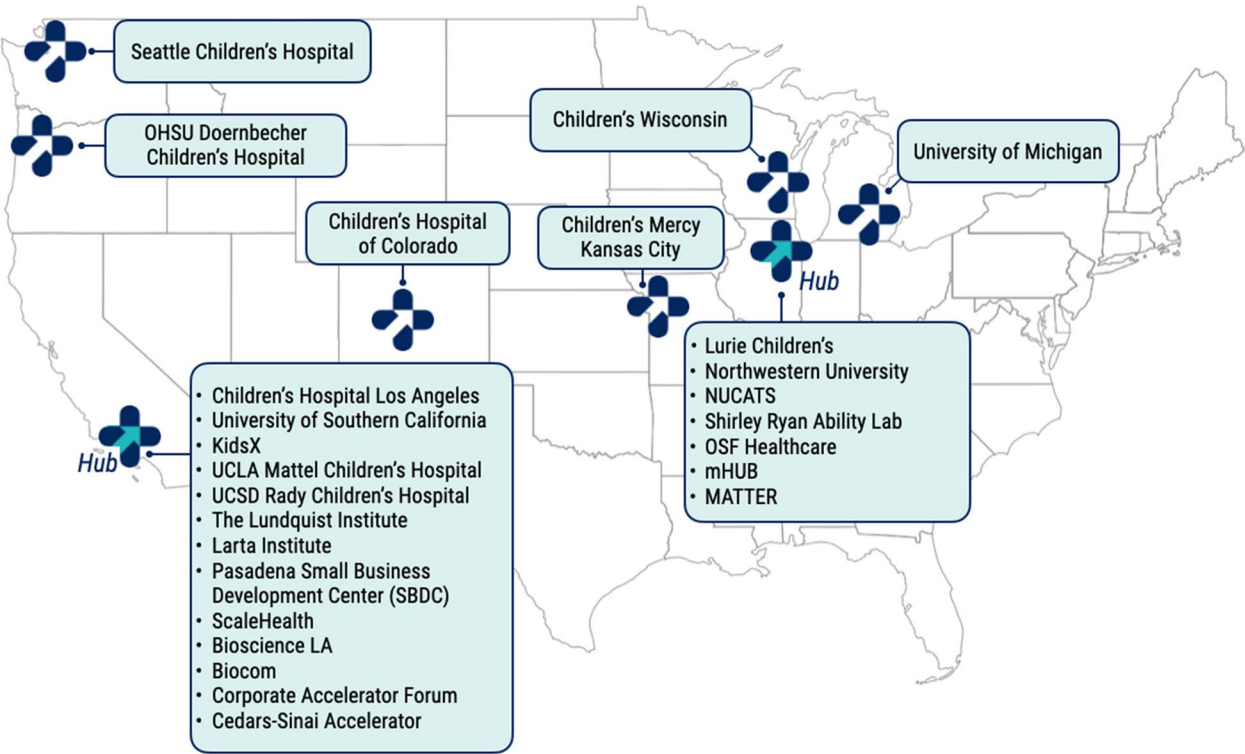 Seattle Children's Hospital
OHSU Doernbecher
Children's Hospital
Children's Wisconsin
University of Michigan
Children's Hospital
of Colorado
Children's Mercy
Kansas City
Hub
• Lurie Children's
• Northwestern University
• NUCATS
• Shirley Ryan Ability Lab
• OSF Healthcare
• mHUB
• MATTER
Hub
• Children's Hospital Los Angeles
• University of Southern California
• KidsX
• UCLA Mattel Children's Hospital
• UCSD Rady Children's Hospital
• The Lundquist Institute
• Larta Institute
• Pasadena Small Business
Development Center (SBDC)
• ScaleHealth
• Bioscience LA
• Biocom
• Corporate Accelerator Forum
• Cedars-Sinai Accelerator